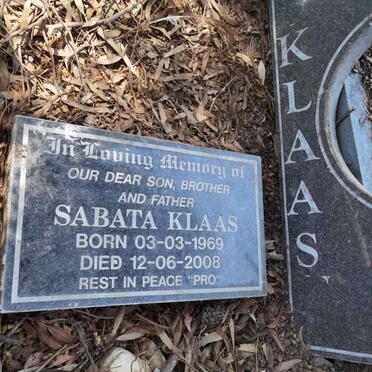 In Loving Memory of
OUR DEAR SON, BROTHER
AND FATHER
SABATA KLAAS
BORN 03-03-1969
DIED 12-06-2008
REST IN PEACE "PRO"
KLAAS